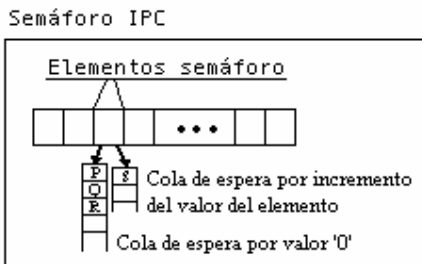 Semáforo IPC
Elementos semáforo
•••
P
S
Q
R
Cola de espera por incremento
del valor del elemento
Cola de espera por valor '0'